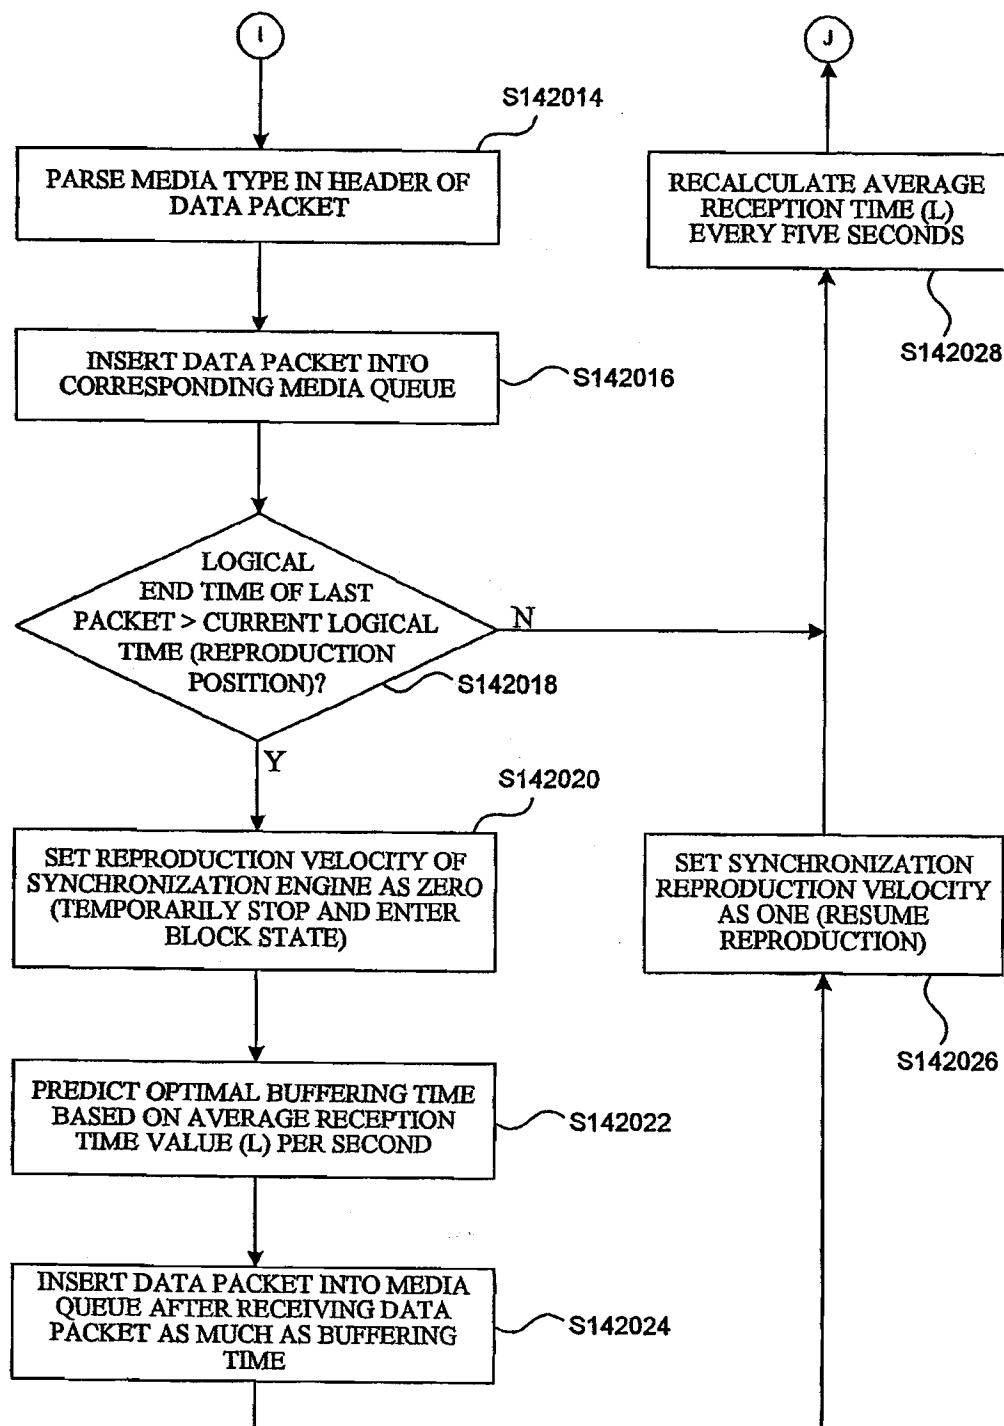 I
S142014
PARSE MEDIA TYPE IN HEADER OF
DATA PACKET
INSERT DATA PACKET INTO
CORRESPONDING MEDIA QUEUE
S142016
LOGICAL
END TIME OF LAST
PACKET > CURRENT LOGICAL
TIME (REPRODUCTION
POSITION)?
N
S142018
Y
S142020
SET REPRODUCTION VELOCITY OF
SYNCHRONIZATION ENGINE AS ZERO
(TEMPORARILY STOP AND ENTER
BLOCK STATE)
PREDICT OPTIMAL BUFFERING TIME
BASED ON AVERAGE RECEPTION
TIME VALUE (L) PER SECOND
S142022
INSERT DATA PACKET INTO MEDIA
QUEUE AFTER RECEIVING DATA
PACKET AS MUCH AS BUFFERING
TIME
S142024
J
RECALCULATE AVERAGE
RECEPTION TIME (L)
EVERY FIVE SECONDS
S142028
SET SYNCHRONIZATION
REPRODUCTION VELOCITY
AS ONE (RESUME
REPRODUCTION)
S142026